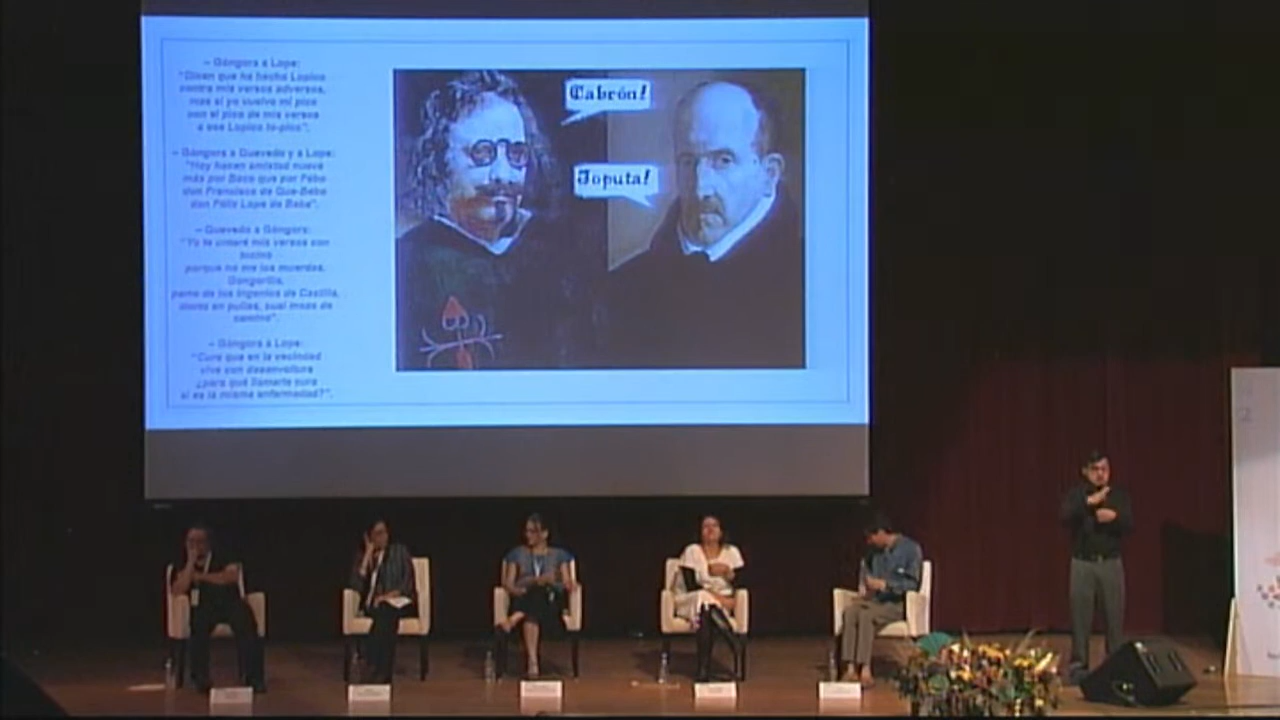 – Góngora a Lope:
"Dicen que ha hecho Lopico
contra mis versos adversos,
mas si yo vuelvo mi pico
con el pico de mis versos
a ese Lopico lo-pico".
– Góngora a Quevedo y a Lope:
"Hoy hacen amistad nueva
más por Baco que por Febo
don Francisco de Que-Bebo
don Félix Lope de Beba".
– Quevedo a Góngora:
"Yo te untaré mis versos con
tocino
porque no me los muerdas,
Gongorilla,
perro de los ingenios de Castilla,
docto en pullas, cual mozo de
camino".
– Góngora a Lope:
"Cura que en la vecindad
vive con desenvoltura
¿para qué llamarle cura
si es la misma enfermedad?".
Cabrón!
Joputa!